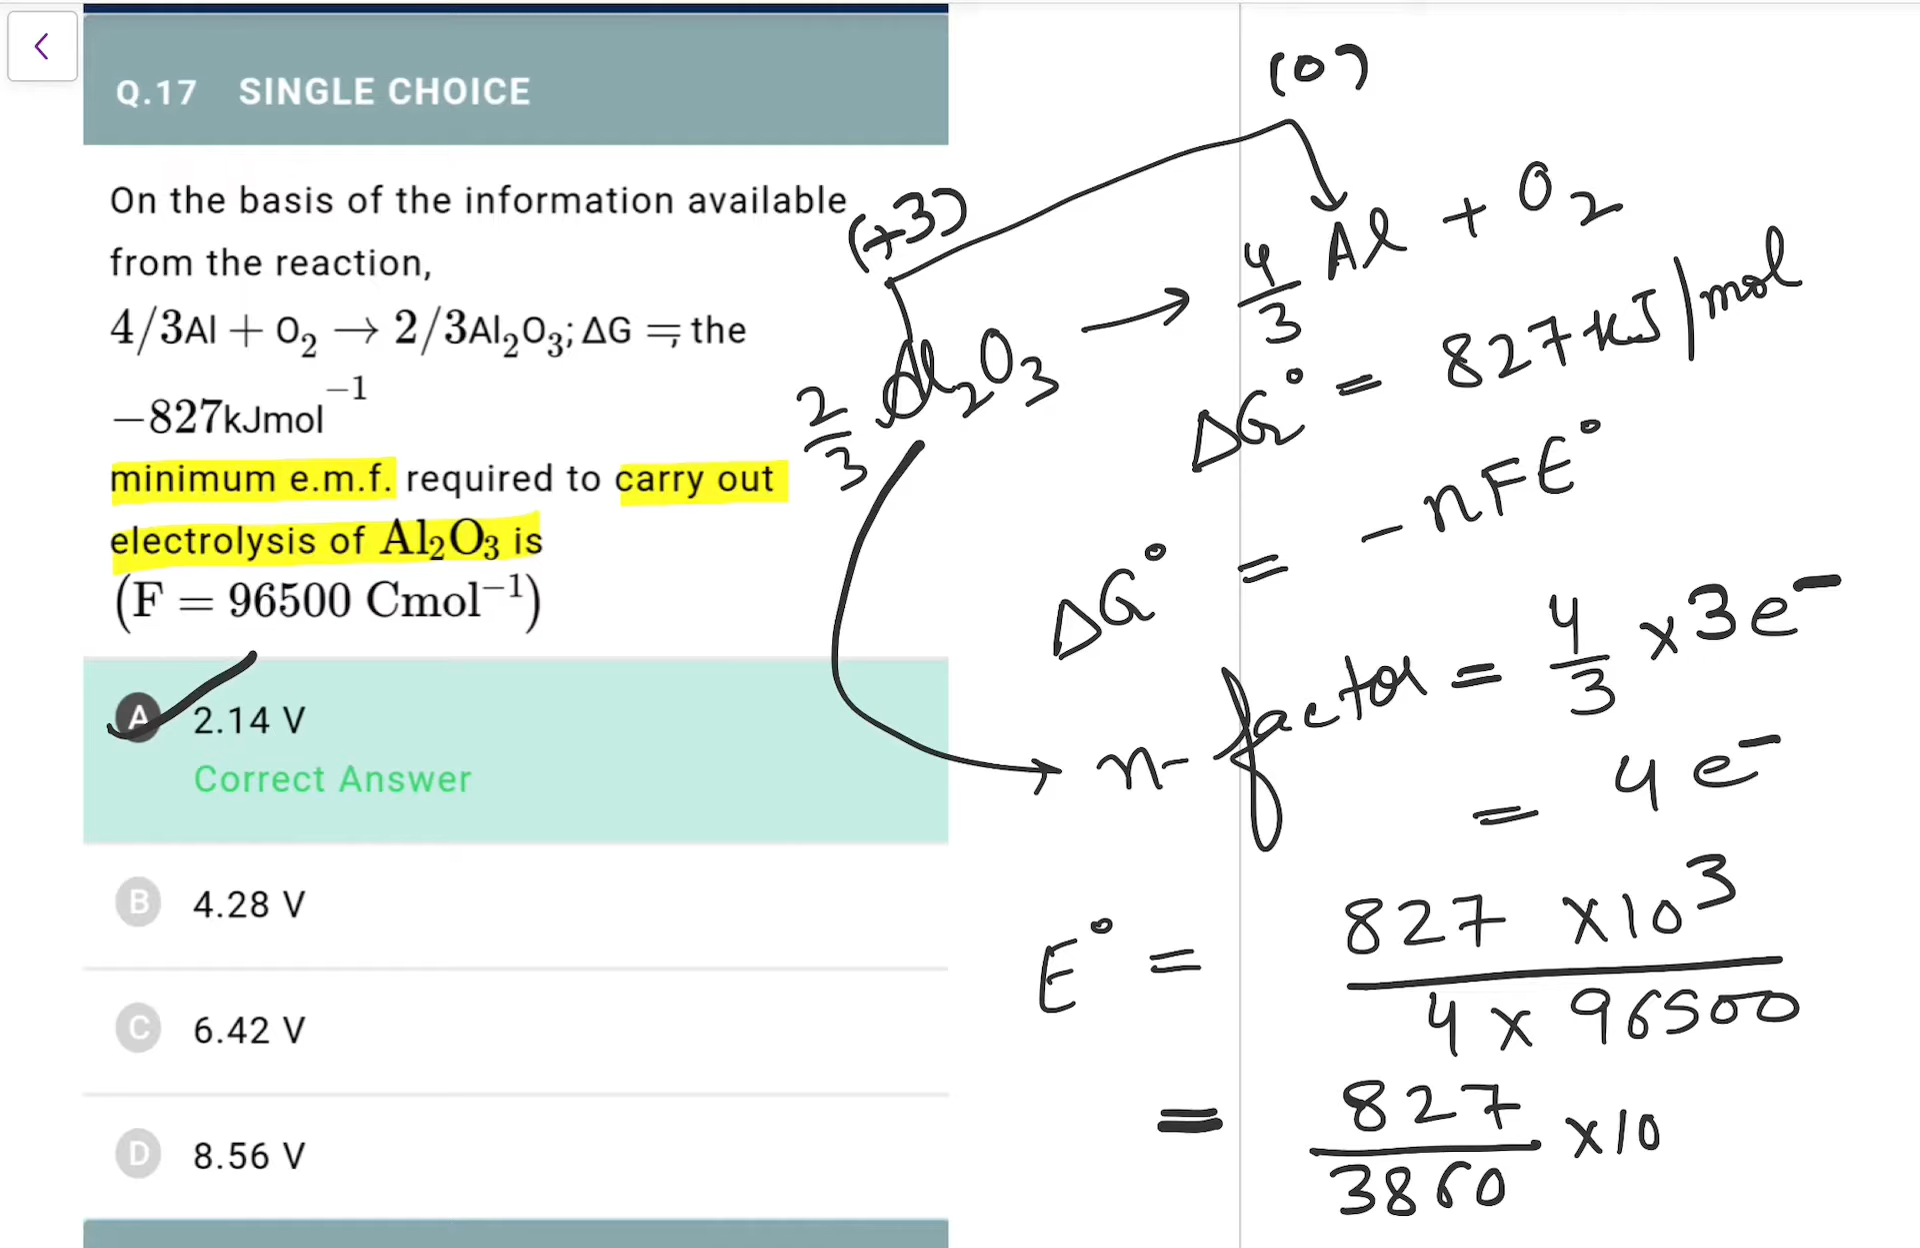 Q.17 SINGLE CHOICE
On the basis of the information available
from the reaction,
4/3Al + O₂ → 2/3Al₂O₃; ΔG =, the
−827kJmol⁻¹
minimum e.m.f. required to carry out
electrolysis of Al₂O₃ is
(F = 96500 Cmol⁻¹)
A 2.14 V
Correct Answer
B 4.28 V
C 6.42 V
D 8.56 V
(0)
(+3)
2/3 Al₂O₃ → 4/3 Al + O₂
ΔG° = 827 kJ/mol
ΔG° = -nFE°
n-factor = 4/3 x 3e⁻
= 4e⁻
E° = 827 x10³ / 4 x 96500
= 827/3860 x10